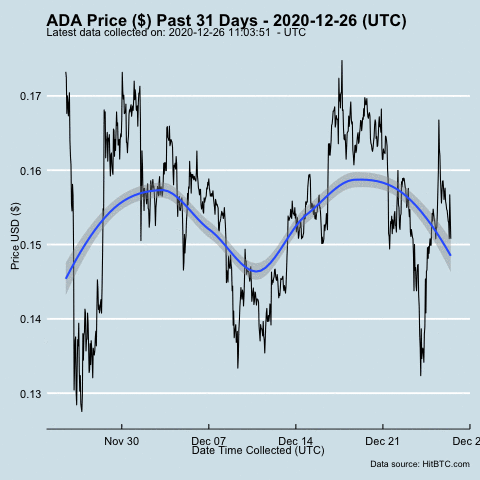 ADA Price ($) Past 31 Days - 2020-12-26 (UTC)
Latest data collected on: 2020-12-26 11:03:51 - UTC
0.17
0.16
0.15
0.14
0.13
Price USD ($)
Nov 30 Dec 07 Dec 14 Dec 21 Dec 2
Date Time Collected (UTC)
Data source: HitBTC.com